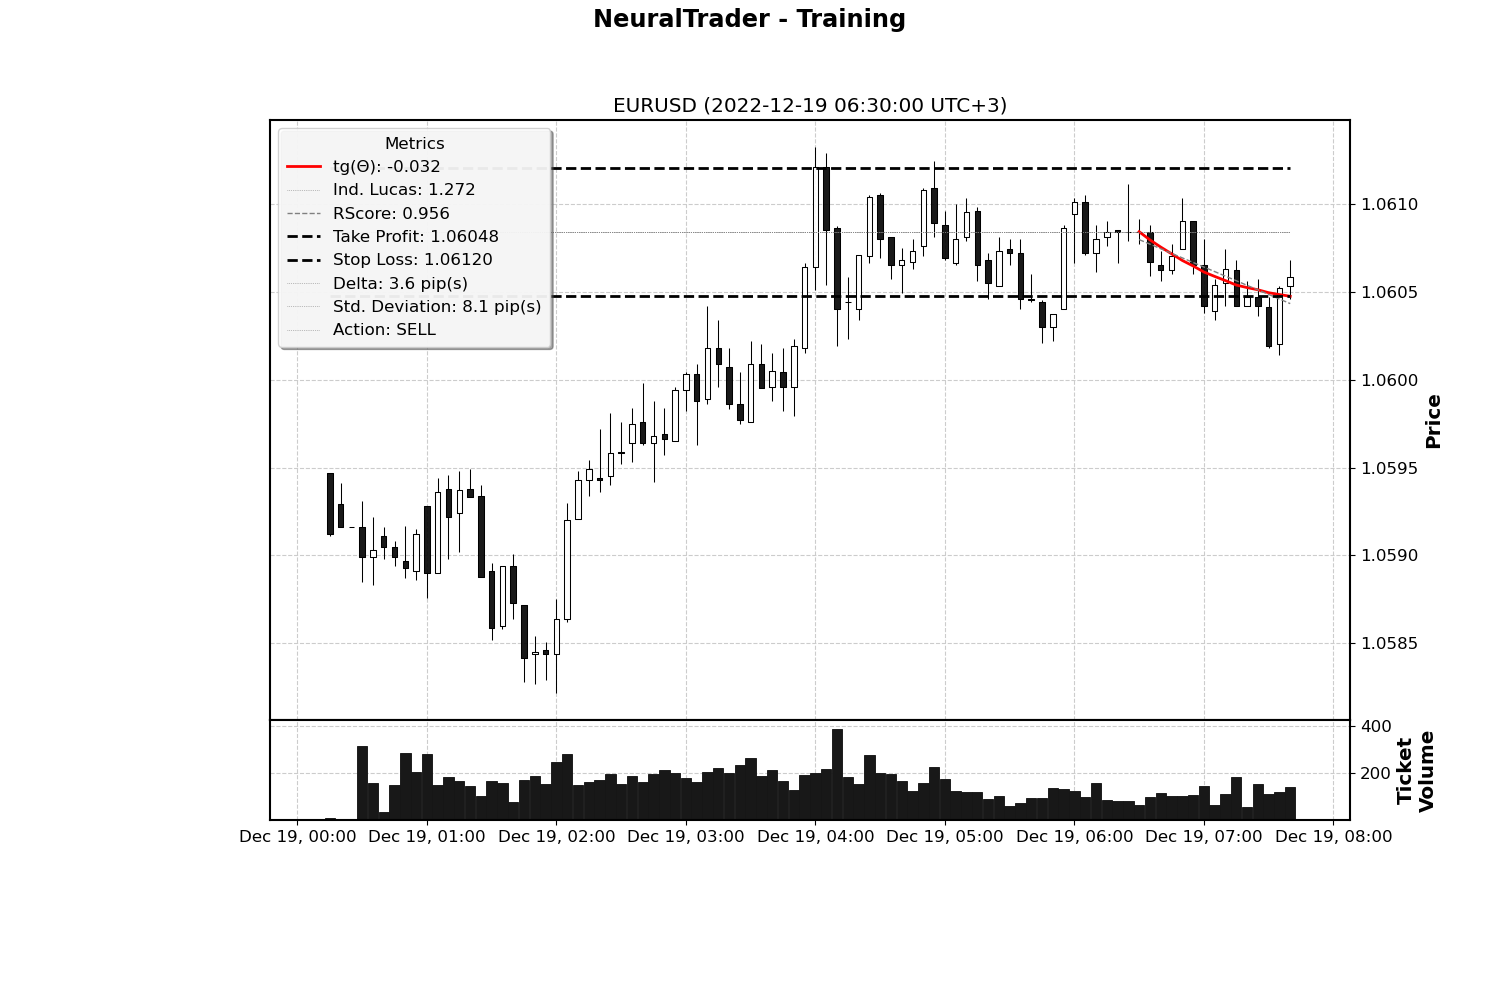 NeuralTrader - Training
EURUSD (2022-12-19 06:30:00 UTC+3)
Metrics
tg(Θ): -0.032
Ind. Lucas: 1.272
RScore: 0.956
Take Profit: 1.06048
Stop Loss: 1.06120
Delta: 3.6 pip(s)
Std. Deviation: 8.1 pip(s)
Action: SELL
1.0610
1.0605
1.0600
1.0595
1.0590
1.0585
Price
400
200
Ticket
Volume
Dec 19, 00:00 Dec 19, 01:00 Dec 19, 02:00 Dec 19, 03:00 Dec 19, 04:00 Dec 19, 05:00 Dec 19, 06:00 Dec 19, 07:00 Dec 19, 08:00